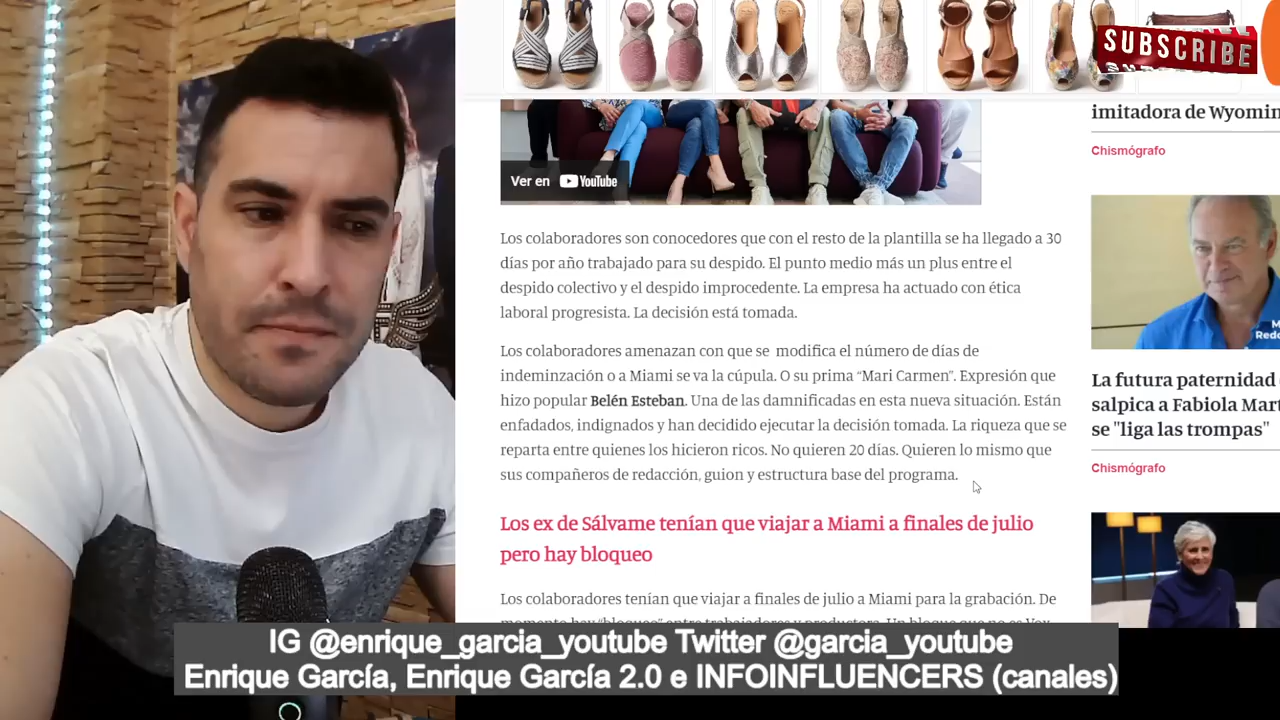 SUBSCRIBE
imitadora de
Chismógrafo
Ver en YouTube
Los colaboradores son conocedores que con el resto de la plantilla se ha llegado a 30
días por año trabajado para su despido. El punto medio más un plus entre el
despido colectivo y el despido improcedente. La empresa ha actuado con ética
laboral progresista. La decisión está tomada.
Los colaboradores amenazan con que se modifica el número de días de
indeminzación o a Miami se va la cúpula. O su prima “Mari Carmen”. Expresión que
hizo popular Belén Esteban. Una de las damnificadas en esta nueva situación. Están
enfadados, indignados y han decidido ejecutar la decisión tomada. La riqueza que se
reparta entre quienes los hicieron ricos. No quieren 20 días. Quieren lo mismo que
sus compañeros de redacción, guion y estructura base del programa.
La futura paternidad
salpica a Fabiola
se "liga las trompas"
Chismógrafo
Los ex de Sálvame tenían que viajar a Miami a finales de julio
pero hay bloqueo
Los colaboradores tenían que viajar a finales de julio a Miami para la grabación. De
IG @enrique_garcia_youtube Twitter @garcia_youtube
Enrique García, Enrique García 2.0 e INFOINFLUENCERS (canales)